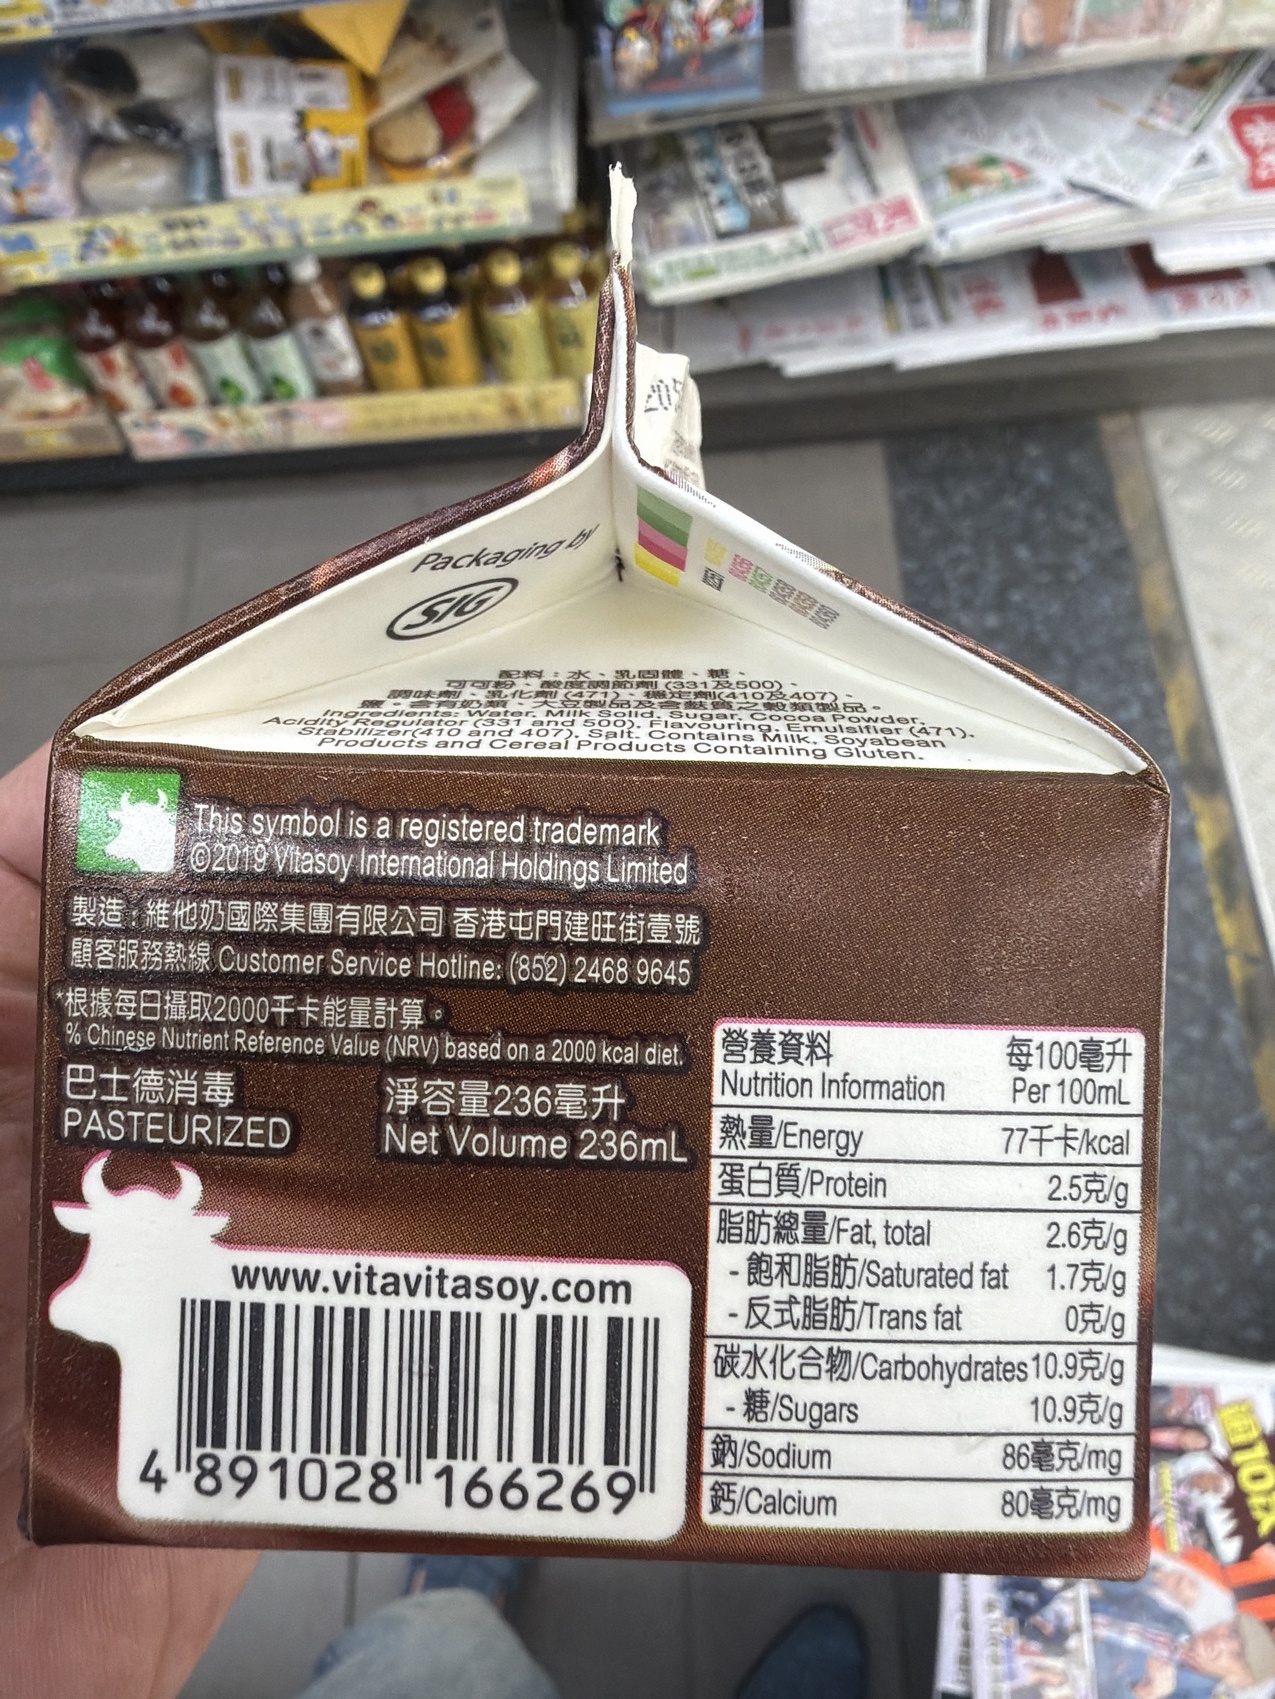 Packaging by
SIG
配料：水、乳固體、糖、
可可粉、酸度調節劑 (331及500)、
調味劑、乳化劑 (471)、穩定劑(410及407)、
鹽。含有奶類、大豆製品及含麩質之穀類製品。
Ingredients: Water, Milk Solid, Sugar, Cocoa Powder,
Acidity Regulator (331 and 500), Flavouring, Emulsifier (471),
Stabilizer(410 and 407), Salt. Contains Milk, Soyabean
Products and Cereal Products Containing Gluten.
This symbol is a registered trademark
©2019 Vitasoy International Holdings Limited
製造：維他奶國際集團有限公司 香港屯門建旺街壹號
顧客服務熱線 Customer Service Hotline: (852) 2468 9645
*根據每日攝取2000千卡能量計算。
% Chinese Nutrient Reference Value (NRV) based on a 2000 kcal diet.
巴士德消毒
PASTEURIZED
淨容量236毫升
Net Volume 236mL
www.vitavitasoy.com
4 891028 166269
營養資料 每100毫升
Nutrition Information Per 100mL
熱量/Energy 77千卡/kcal
蛋白質/Protein 2.5克/g
脂肪總量/Fat, total 2.6克/g
- 飽和脂肪/Saturated fat 1.7克/g
- 反式脂肪/Trans fat 0克/g
碳水化合物/Carbohydrates 10.9克/g
- 糖/Sugars 10.9克/g
鈉/Sodium 86毫克/mg
鈣/Calcium 80毫克/mg